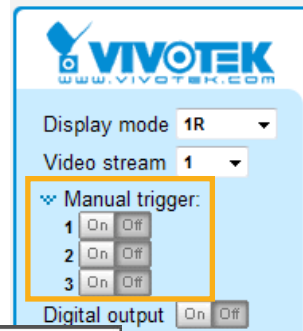 VIVOTEK
www.vivotek.com
Display mode 1R
Video stream 1
Manual trigger:
1 On Off
2 On Off
3 On Off
Digital output On Off